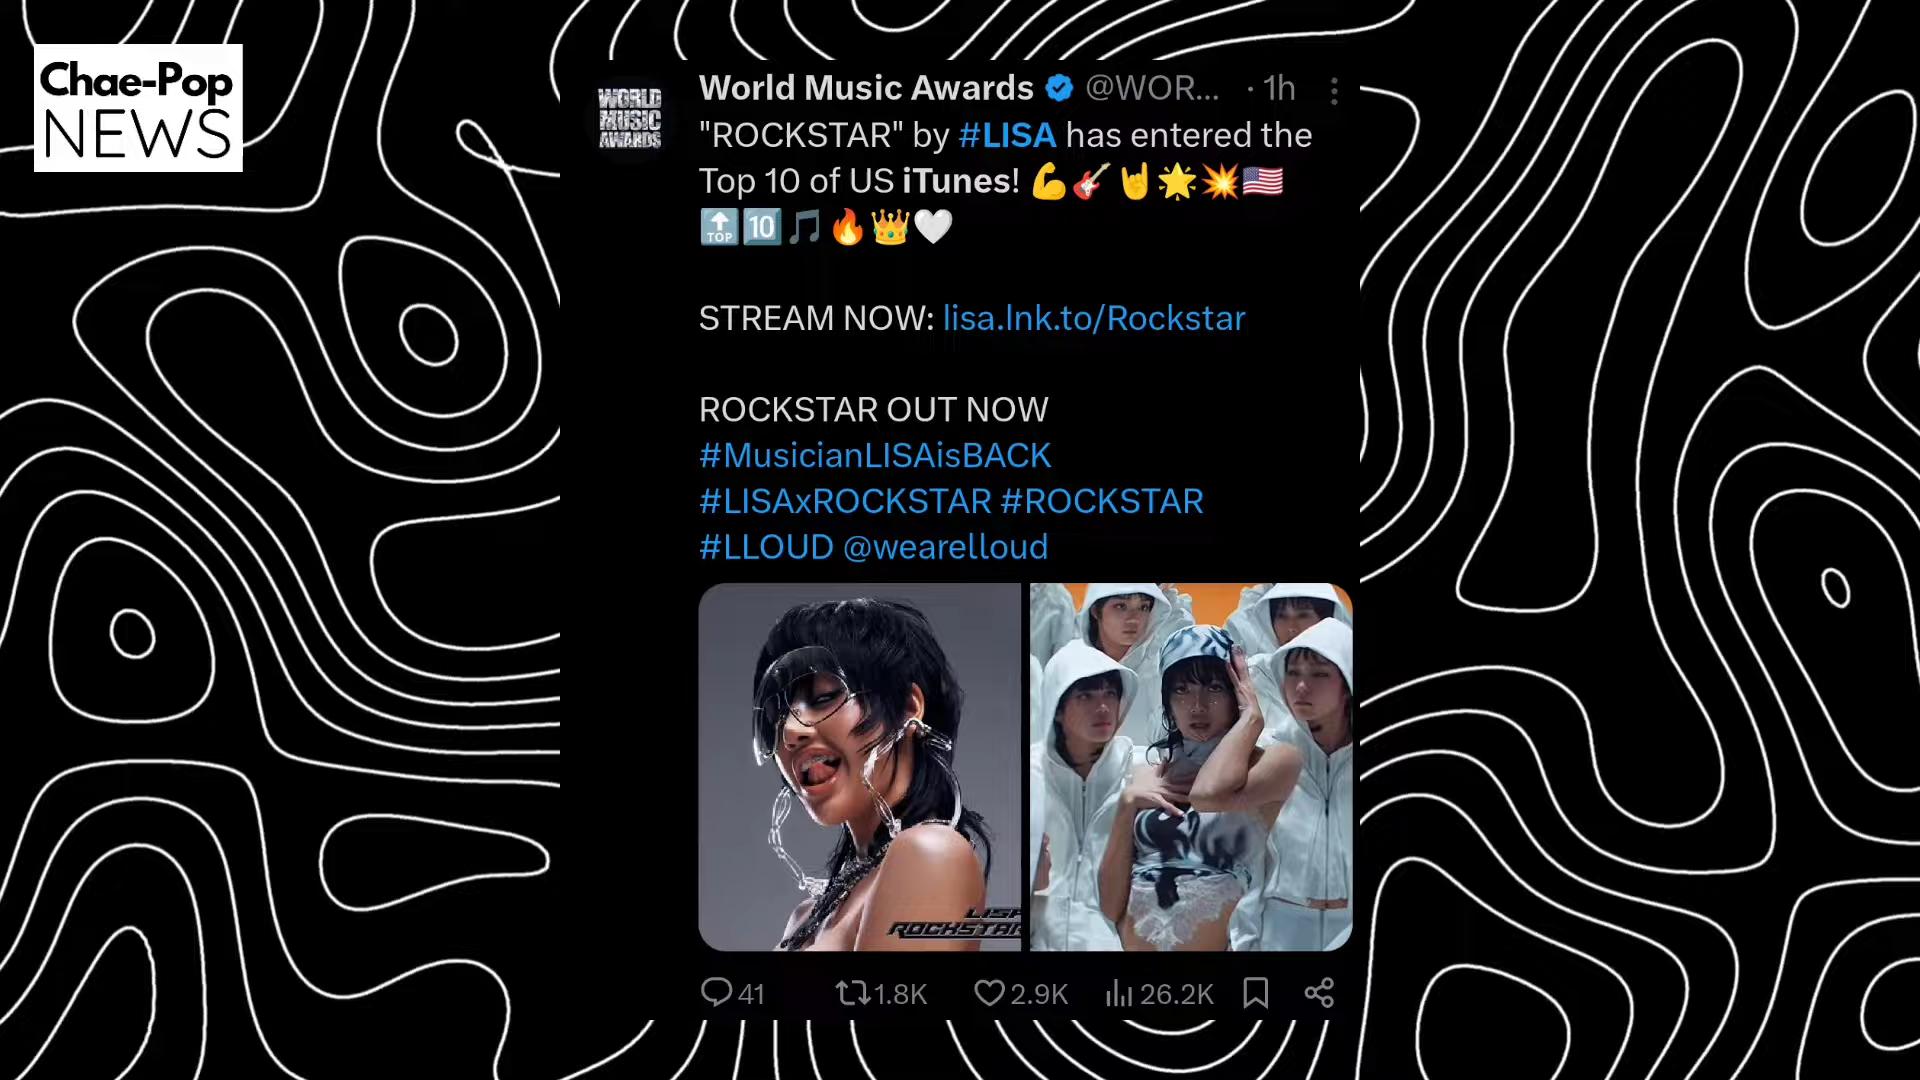 Chae-Pop
NEWS
WORLD
MUSIC
AWARDS
World Music Awards @WOR... · 1h
"ROCKSTAR" by #LISA has entered the
Top 10 of US iTunes! 💪🎸🤘🌟💥🇺🇸
🔝🔟🎵🔥👑🤍
STREAM NOW: lisa.lnk.to/Rockstar
ROCKSTAR OUT NOW
#MusicianLISAisBACK
#LISAxROCKSTAR #ROCKSTAR
#LLOUD @wearelloud
LISA
ROCKSTAR
41 1.8K 2.9K 26.2K